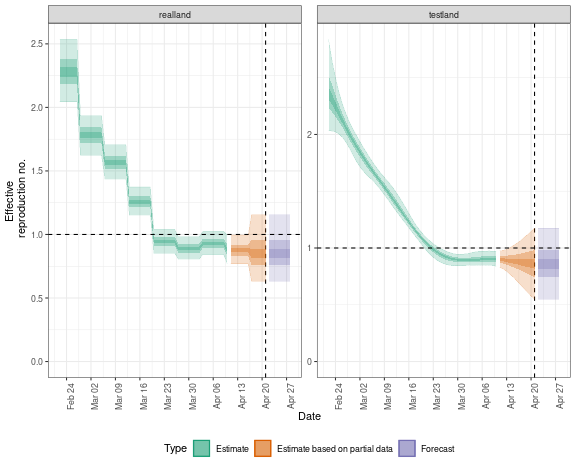 realland
testland
Effective
reproduction no.
2.5
2.0
1.5
1.0
0.5
0.0
2
1
0
Feb 24
Mar 02
Mar 09
Mar 16
Mar 23
Mar 30
Apr 06
Apr 13
Apr 20
Apr 27
Feb 24
Mar 02
Mar 09
Mar 16
Mar 23
Mar 30
Apr 06
Apr 13
Apr 20
Apr 27
Date
Type Estimate Estimate based on partial data Forecast